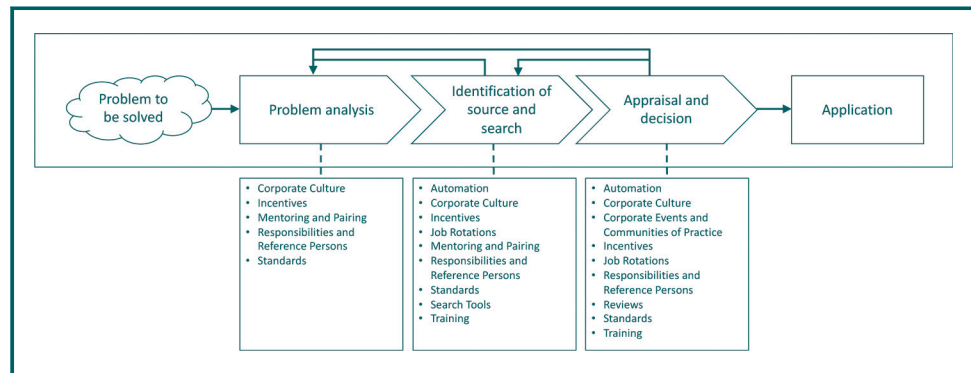 Problem to
be solved
Problem analysis
Identification of
source and
search
Appraisal and
decision
Application
• Corporate Culture
• Incentives
• Mentoring and Pairing
• Responsibilities and
Reference Persons
• Standards
• Automation
• Corporate Culture
• Incentives
• Job Rotations
• Mentoring and Pairing
• Responsibilities and
Reference Persons
• Standards
• Search Tools
• Training
• Automation
• Corporate Culture
• Corporate Events and
Communities of Practice
• Incentives
• Job Rotations
• Responsibilities and
Reference Persons
• Reviews
• Standards
• Training